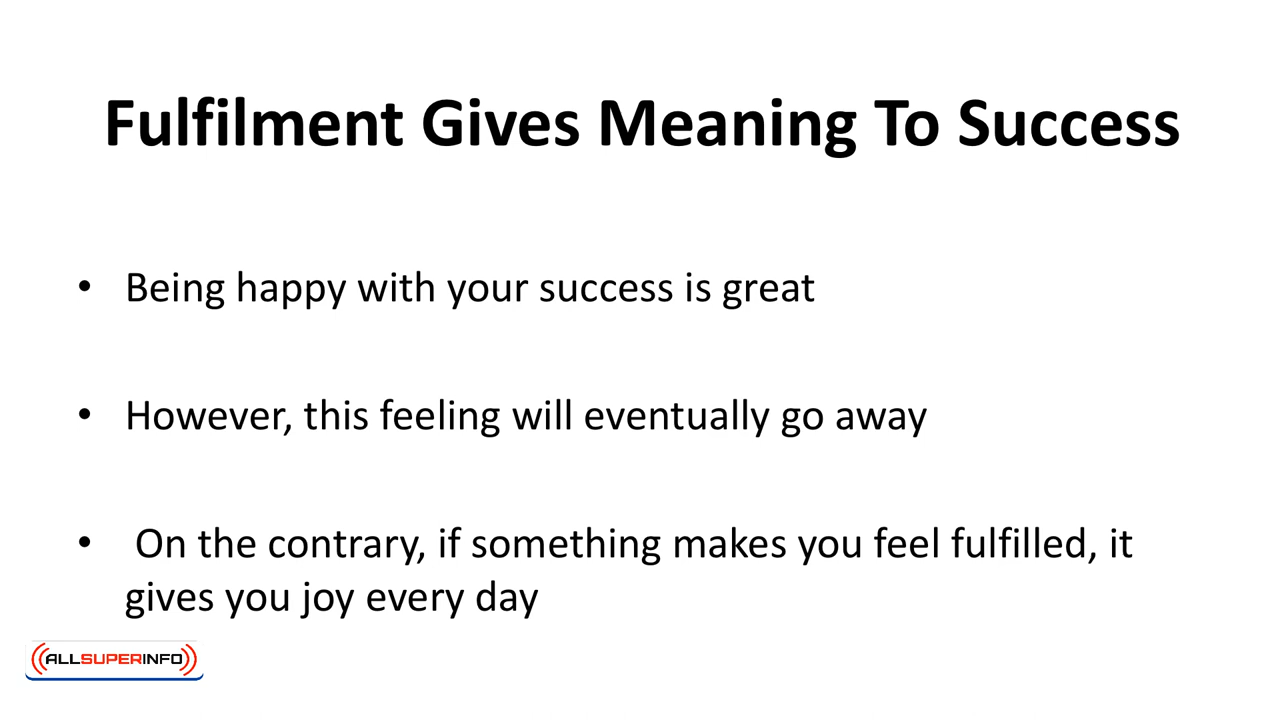 Fulfilment Gives Meaning To Success
• Being happy with your success is great
• However, this feeling will eventually go away
• On the contrary, if something makes you feel fulfilled, it
gives you joy every day
ALLSUPERINFO